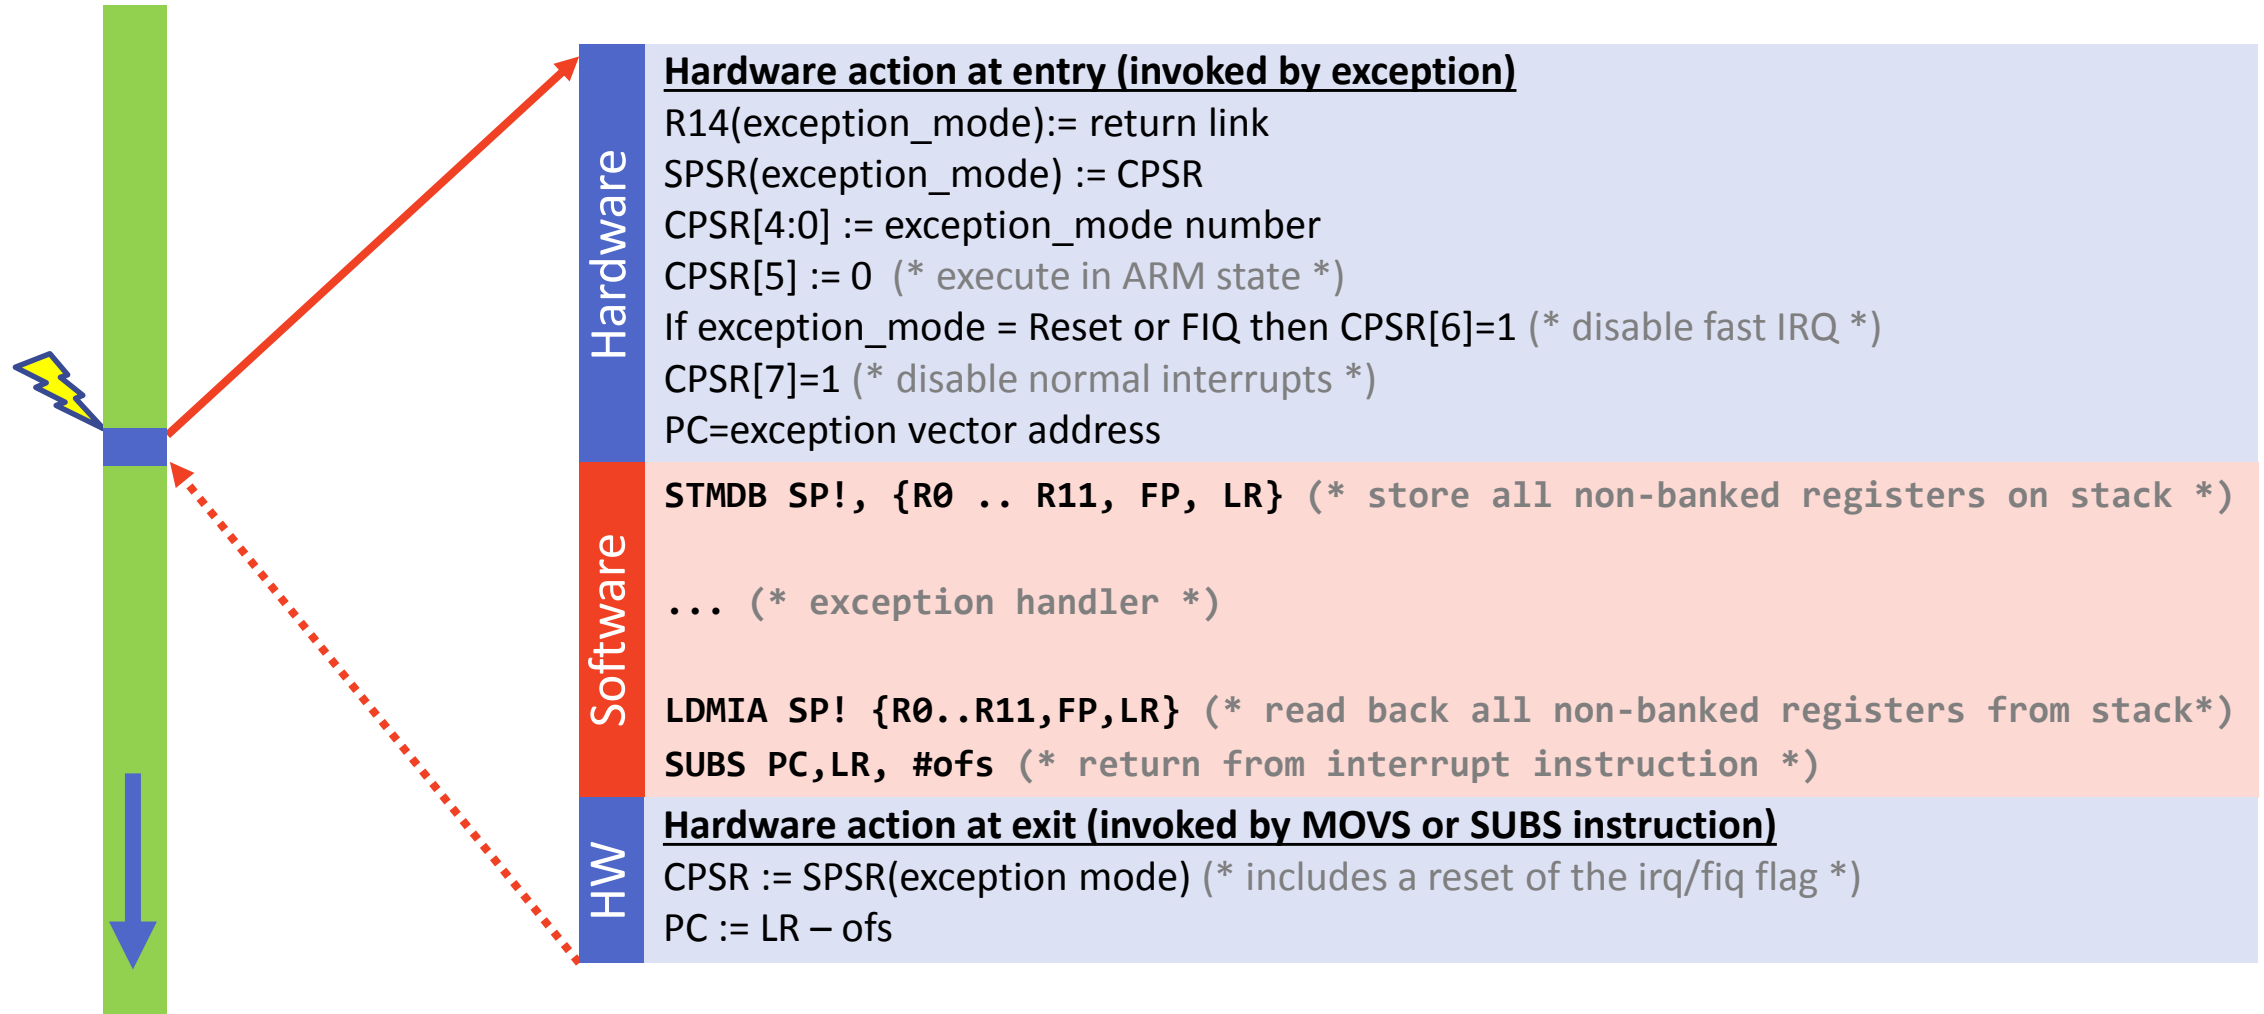 Hardware
Hardware action at entry (invoked by exception)
R14(exception_mode):= return link
SPSR(exception_mode) := CPSR
CPSR[4:0] := exception_mode number
CPSR[5] := 0 (* execute in ARM state *)
If exception_mode = Reset or FIQ then CPSR[6]=1 (* disable fast IRQ *)
CPSR[7]=1 (* disable normal interrupts *)
PC=exception vector address
Software
STMDB SP!, {R0 .. R11, FP, LR} (* store all non-banked registers on stack *)
... (* exception handler *)
LDMIA SP! {R0..R11,FP,LR} (* read back all non-banked registers from stack*)
SUBS PC,LR, #ofs (* return from interrupt instruction *)
HW
Hardware action at exit (invoked by MOVS or SUBS instruction)
CPSR := SPSR(exception mode) (* includes a reset of the irq/fiq flag *)
PC := LR – ofs